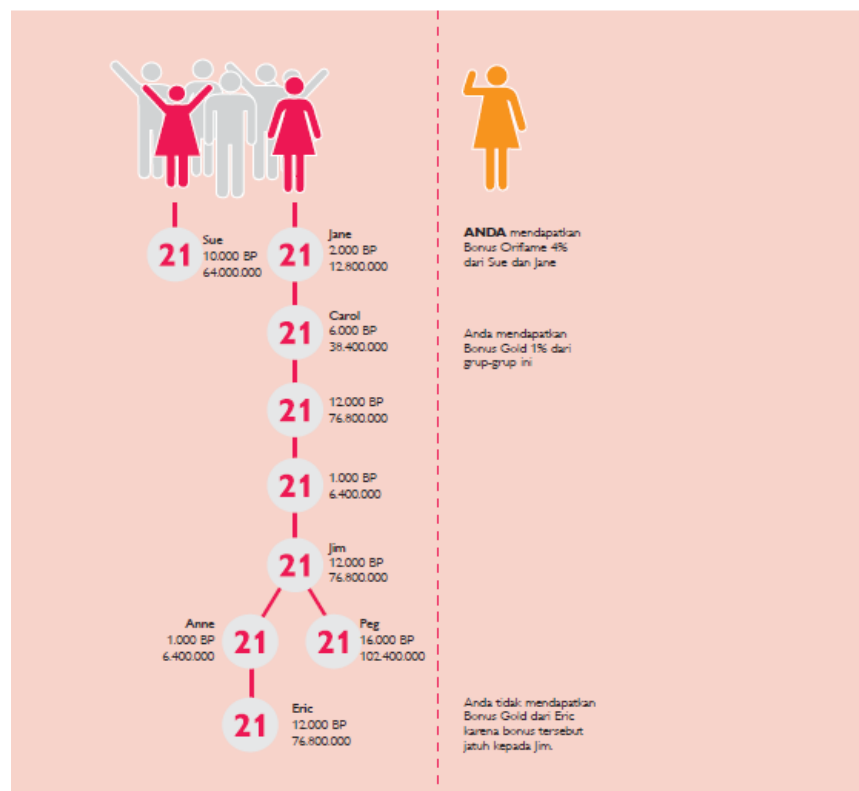 21
Sue
10.000 BP
64.000.000
21
Jane
2.000 BP
12.800.000
ANDA mendapatkan
Bonus Oriflame 4%
dari Sue dan Jane
21
Carol
6.000 BP
38.400.000
Anda mendapatkan
Bonus Gold 1% dari
grup-grup ini
21
12.000 BP
76.800.000
21
1.000 BP
6.400.000
21
Jim
12.000 BP
76.800.000
Anne
1.000 BP
6.400.000
21
21
Peg
16.000 BP
102.400.000
21
Eric
12.000 BP
76.800.000
Anda tidak mendapatkan
Bonus Gold dari Eric
karena bonus tersebut
jatuh kepada Jim.